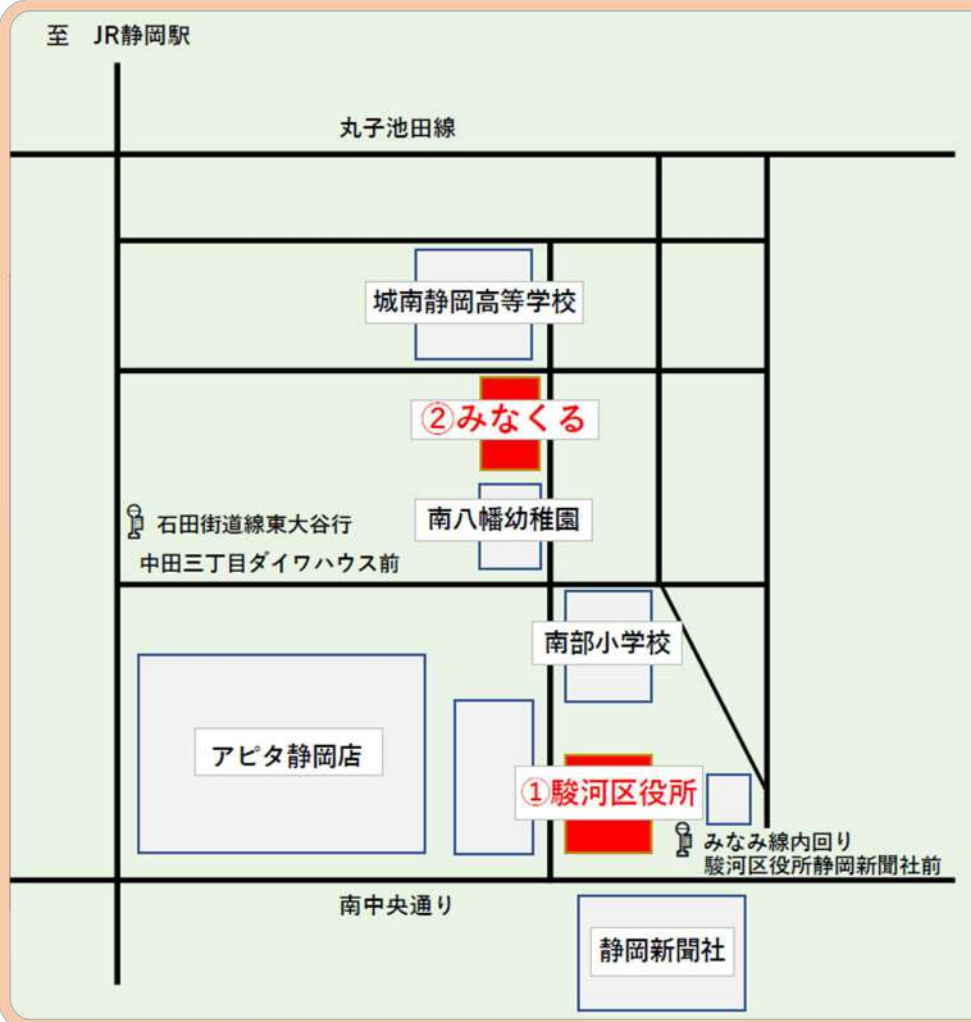 至　JR静岡駅
丸子池田線
城南静岡高等学校
②みなくる
南八幡幼稚園
石田街道線東大谷行
中田三丁目ダイワハウス前
南部小学校
アピタ静岡店
①駿河区役所
みなみ線内回り
駿河区役所静岡新聞社前
南中央通り
静岡新聞社